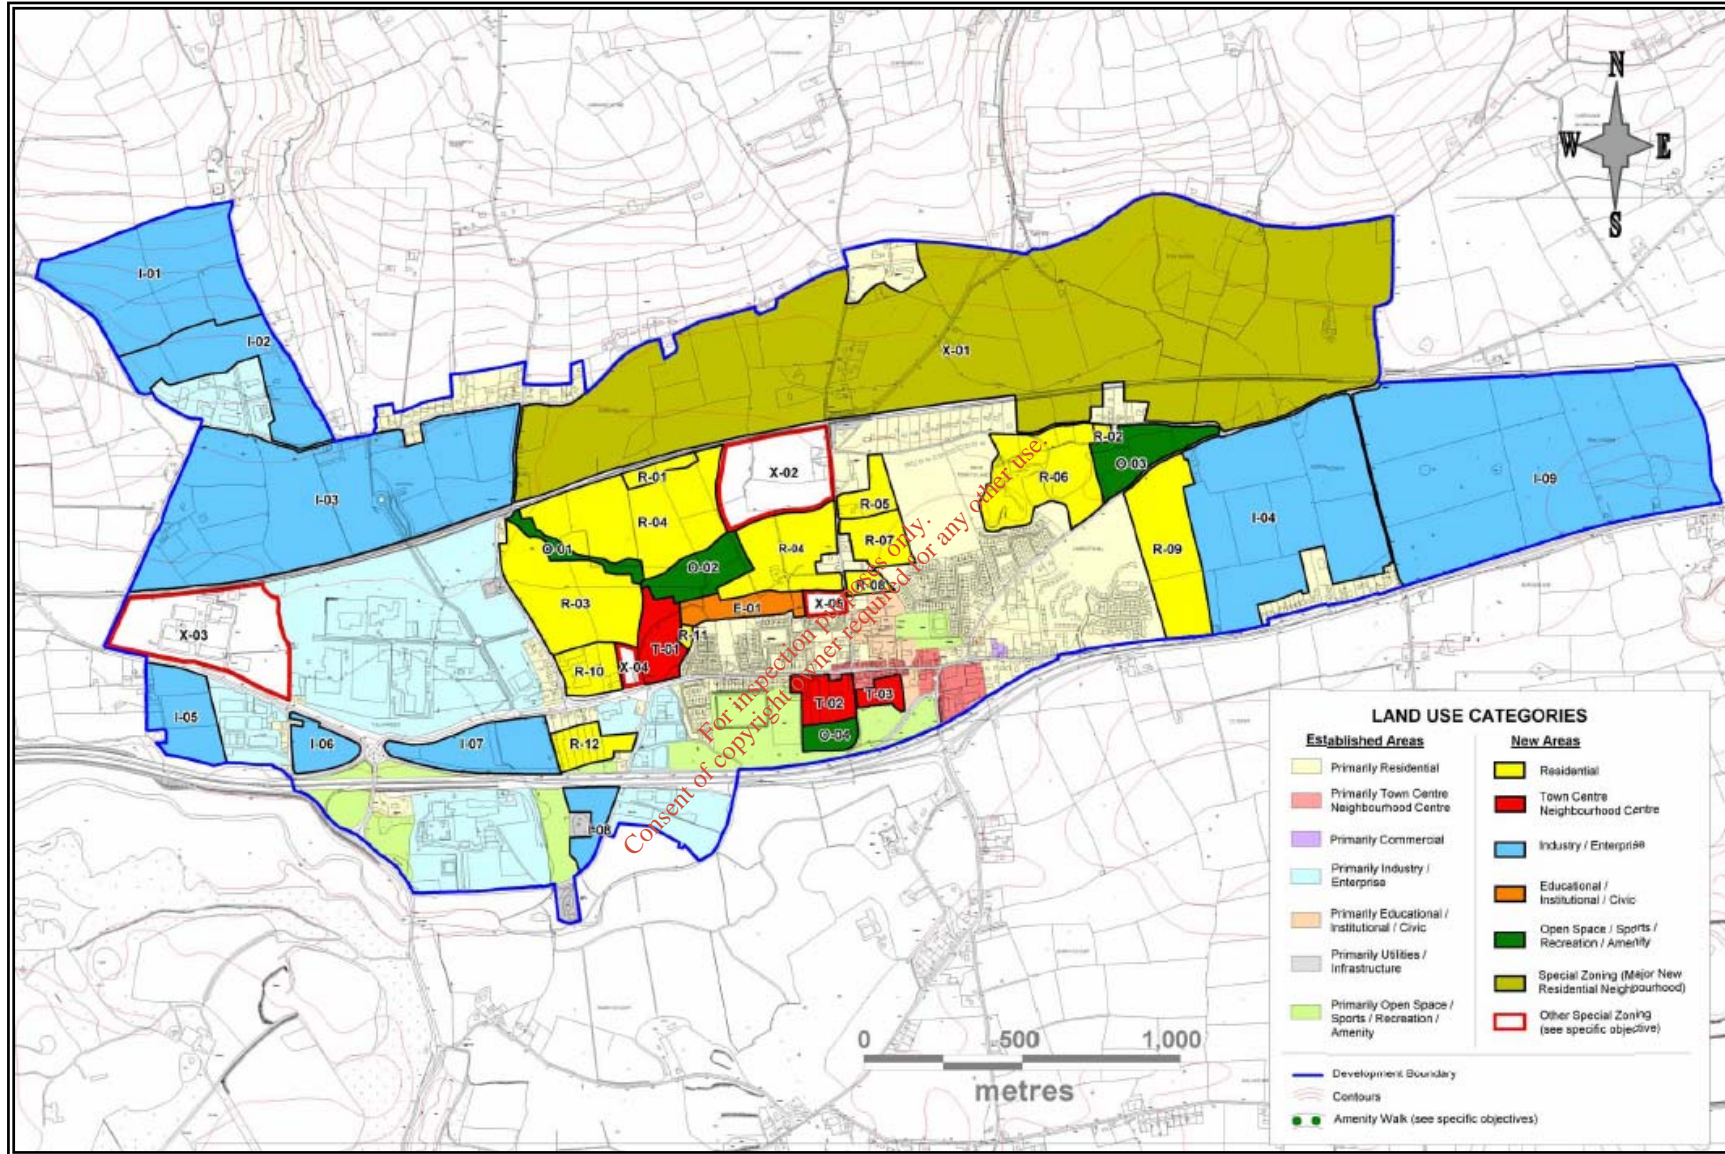 N
W E
S
I-01
I-02
X-01
I-03
R-02
O-03
X-02
R-01
R-06
I-09
R-05
R-04
I-04
O-01
R-04
R-07
R-09
O-02
R-08
R-03
E-01
X-05
X-03
R-11
T-01
X-04
R-10
T-03
T-02
I-05
O-04
I-06
I-07
R-12
I-08
For inspection purposes only.
Consent of copyright owner required for any other use.
LAND USE CATEGORIES
Established Areas
Primarily Residential
Primarily Town Centre
Neighbourhood Centre
Primarily Commercial
Primarily Industry /
Enterprise
Primarily Educational /
Institutional / Civic
Primarily Utilities /
Infrastructure
Primarily Open Space /
Sports / Recreation /
Amenity
New Areas
Residential
Town Centre
Neighbourhood Centre
Industry / Enterprise
Educational /
Institutional / Civic
Open Space / Sports /
Recreation / Amenity
Special Zoning (Major New
Residential Neighbourhood)
Other Special Zoning
(see specific objective)
Development Boundary
Contours
Amenity Walk (see specific objectives)
0 500 1,000
metres